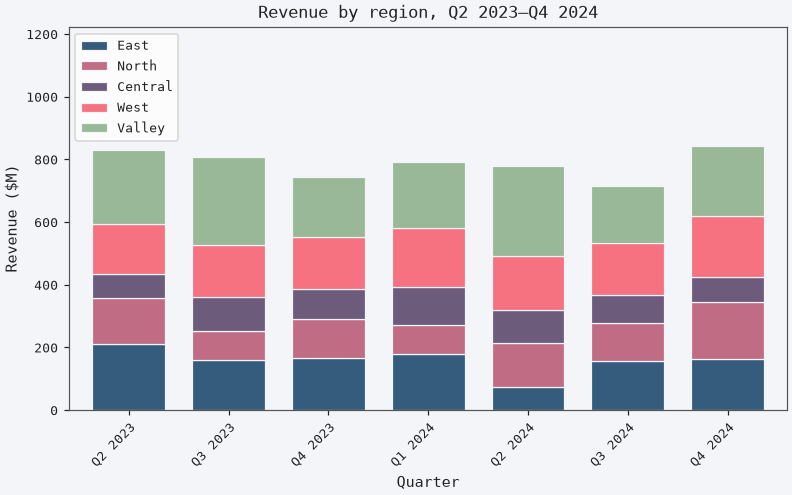 Revenue by region, Q2 2023–Q4 2024
1200
1000
800
600
400
200
0
Revenue ($M)
East
North
Central
West
Valley
Q2 2023
Q3 2023
Q4 2023
Q1 2024
Q2 2024
Q3 2024
Q4 2024
Quarter